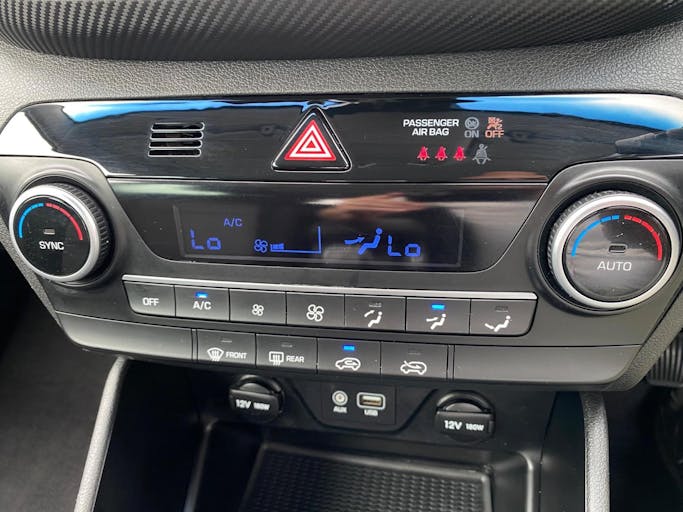 PASSENGER
AIR BAG
ON
OFF
A/C
Lo
Lo
SYNC
AUTO
OFF
A/C
FRONT
REAR
12V 180W
AUX
USB
12V 180W